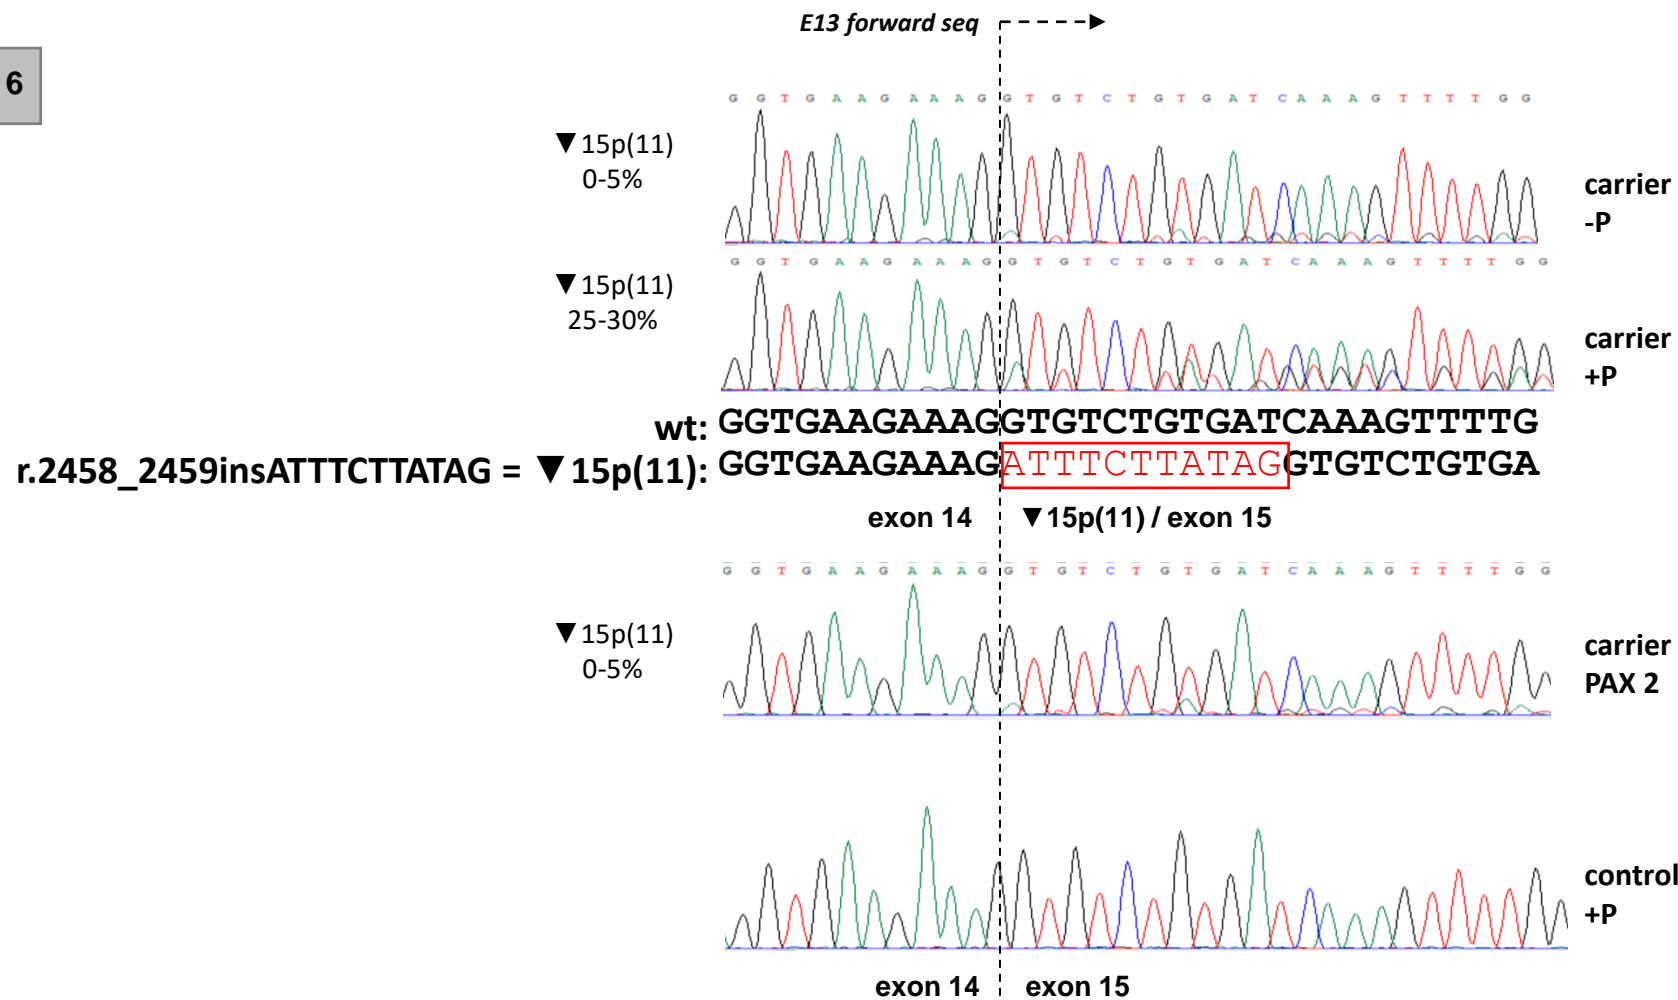 E13 forward seq
6
G G T G A A G A A A G G T G T C T G T G A T C A A A G T T T T G G
▼15p(11)
0-5%
carrier
-P
G G T G A A G A A A G G T G T C T G T G A T C A A A G T T T T G G
▼15p(11)
25-30%
carrier
+P
wt: GGTGAAGAAAGGTGTCTGTGATCAAAGTTTTG
r.2458_2459insATTTCTTATAG = ▼15p(11): GGTGAAGAAAGATTTCTTATAGGTGTCTGTGA
exon 14 ▼15p(11) / exon 15
G G T G A A G A A A G G T G T C T G T G A T C A A A G T T T T G G
▼15p(11)
0-5%
carrier
PAX 2
control
+P
exon 14 exon 15